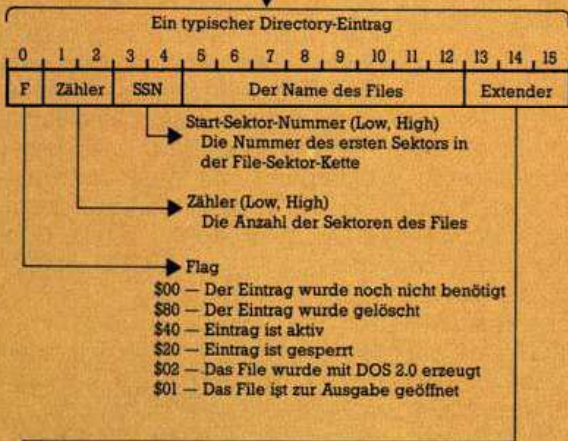 Ein typischer Directory-Eintrag
0 1 2 3 4 5 6 7 8 9 10 11 12 13 14 15
F Zähler SSN Der Name des Files Extender
Start-Sektor-Nummer (Low, High)
Die Nummer des ersten Sektors in
der File-Sektor-Kette
Zähler (Low, High)
Die Anzahl der Sektoren des Files
Flag
$00 — Der Eintrag wurde noch nicht benötigt
$80 — Der Eintrag wurde gelöscht
$40 — Eintrag ist aktiv
$20 — Eintrag ist gesperrt
$02 — Das File wurde mit DOS 2.0 erzeugt
$01 — Das File ist zur Ausgabe geöffnet